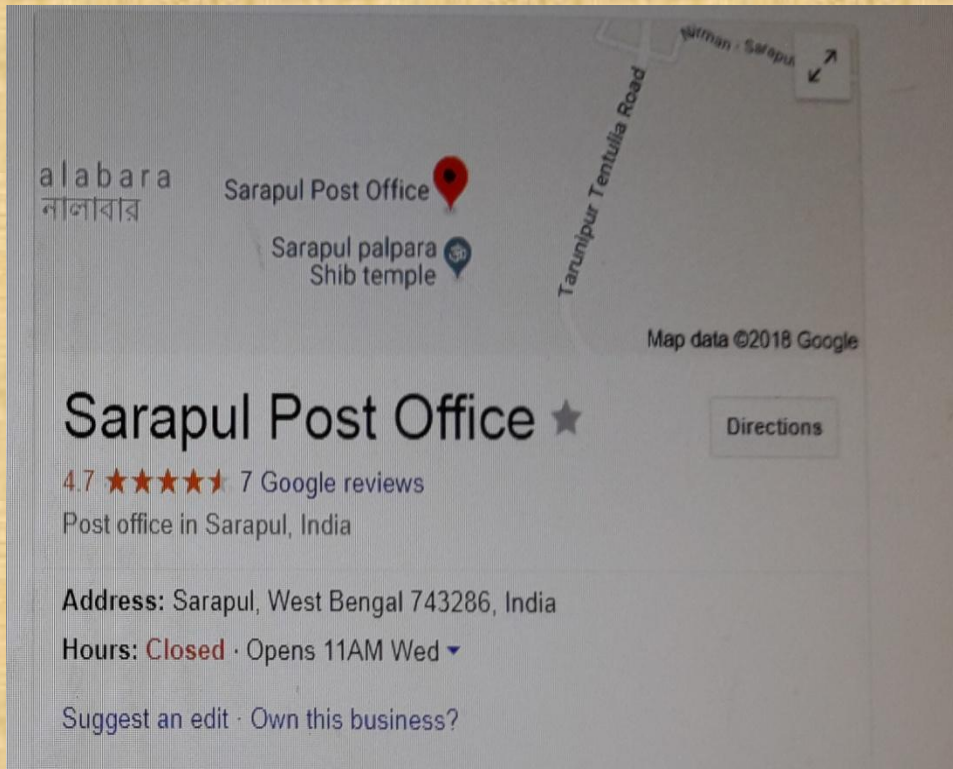 Sarapul
alabara
নালাবার
Sarapul Post Office
Sarapul palpara
Shib temple
Tarunipur Tentulia Road
Map data ©2018 Google
Sarapul Post Office
Directions
4.7 7 Google reviews
Post office in Sarapul, India
Address: Sarapul, West Bengal 743286, India
Hours: Closed · Opens 11AM Wed
Suggest an edit · Own this business?